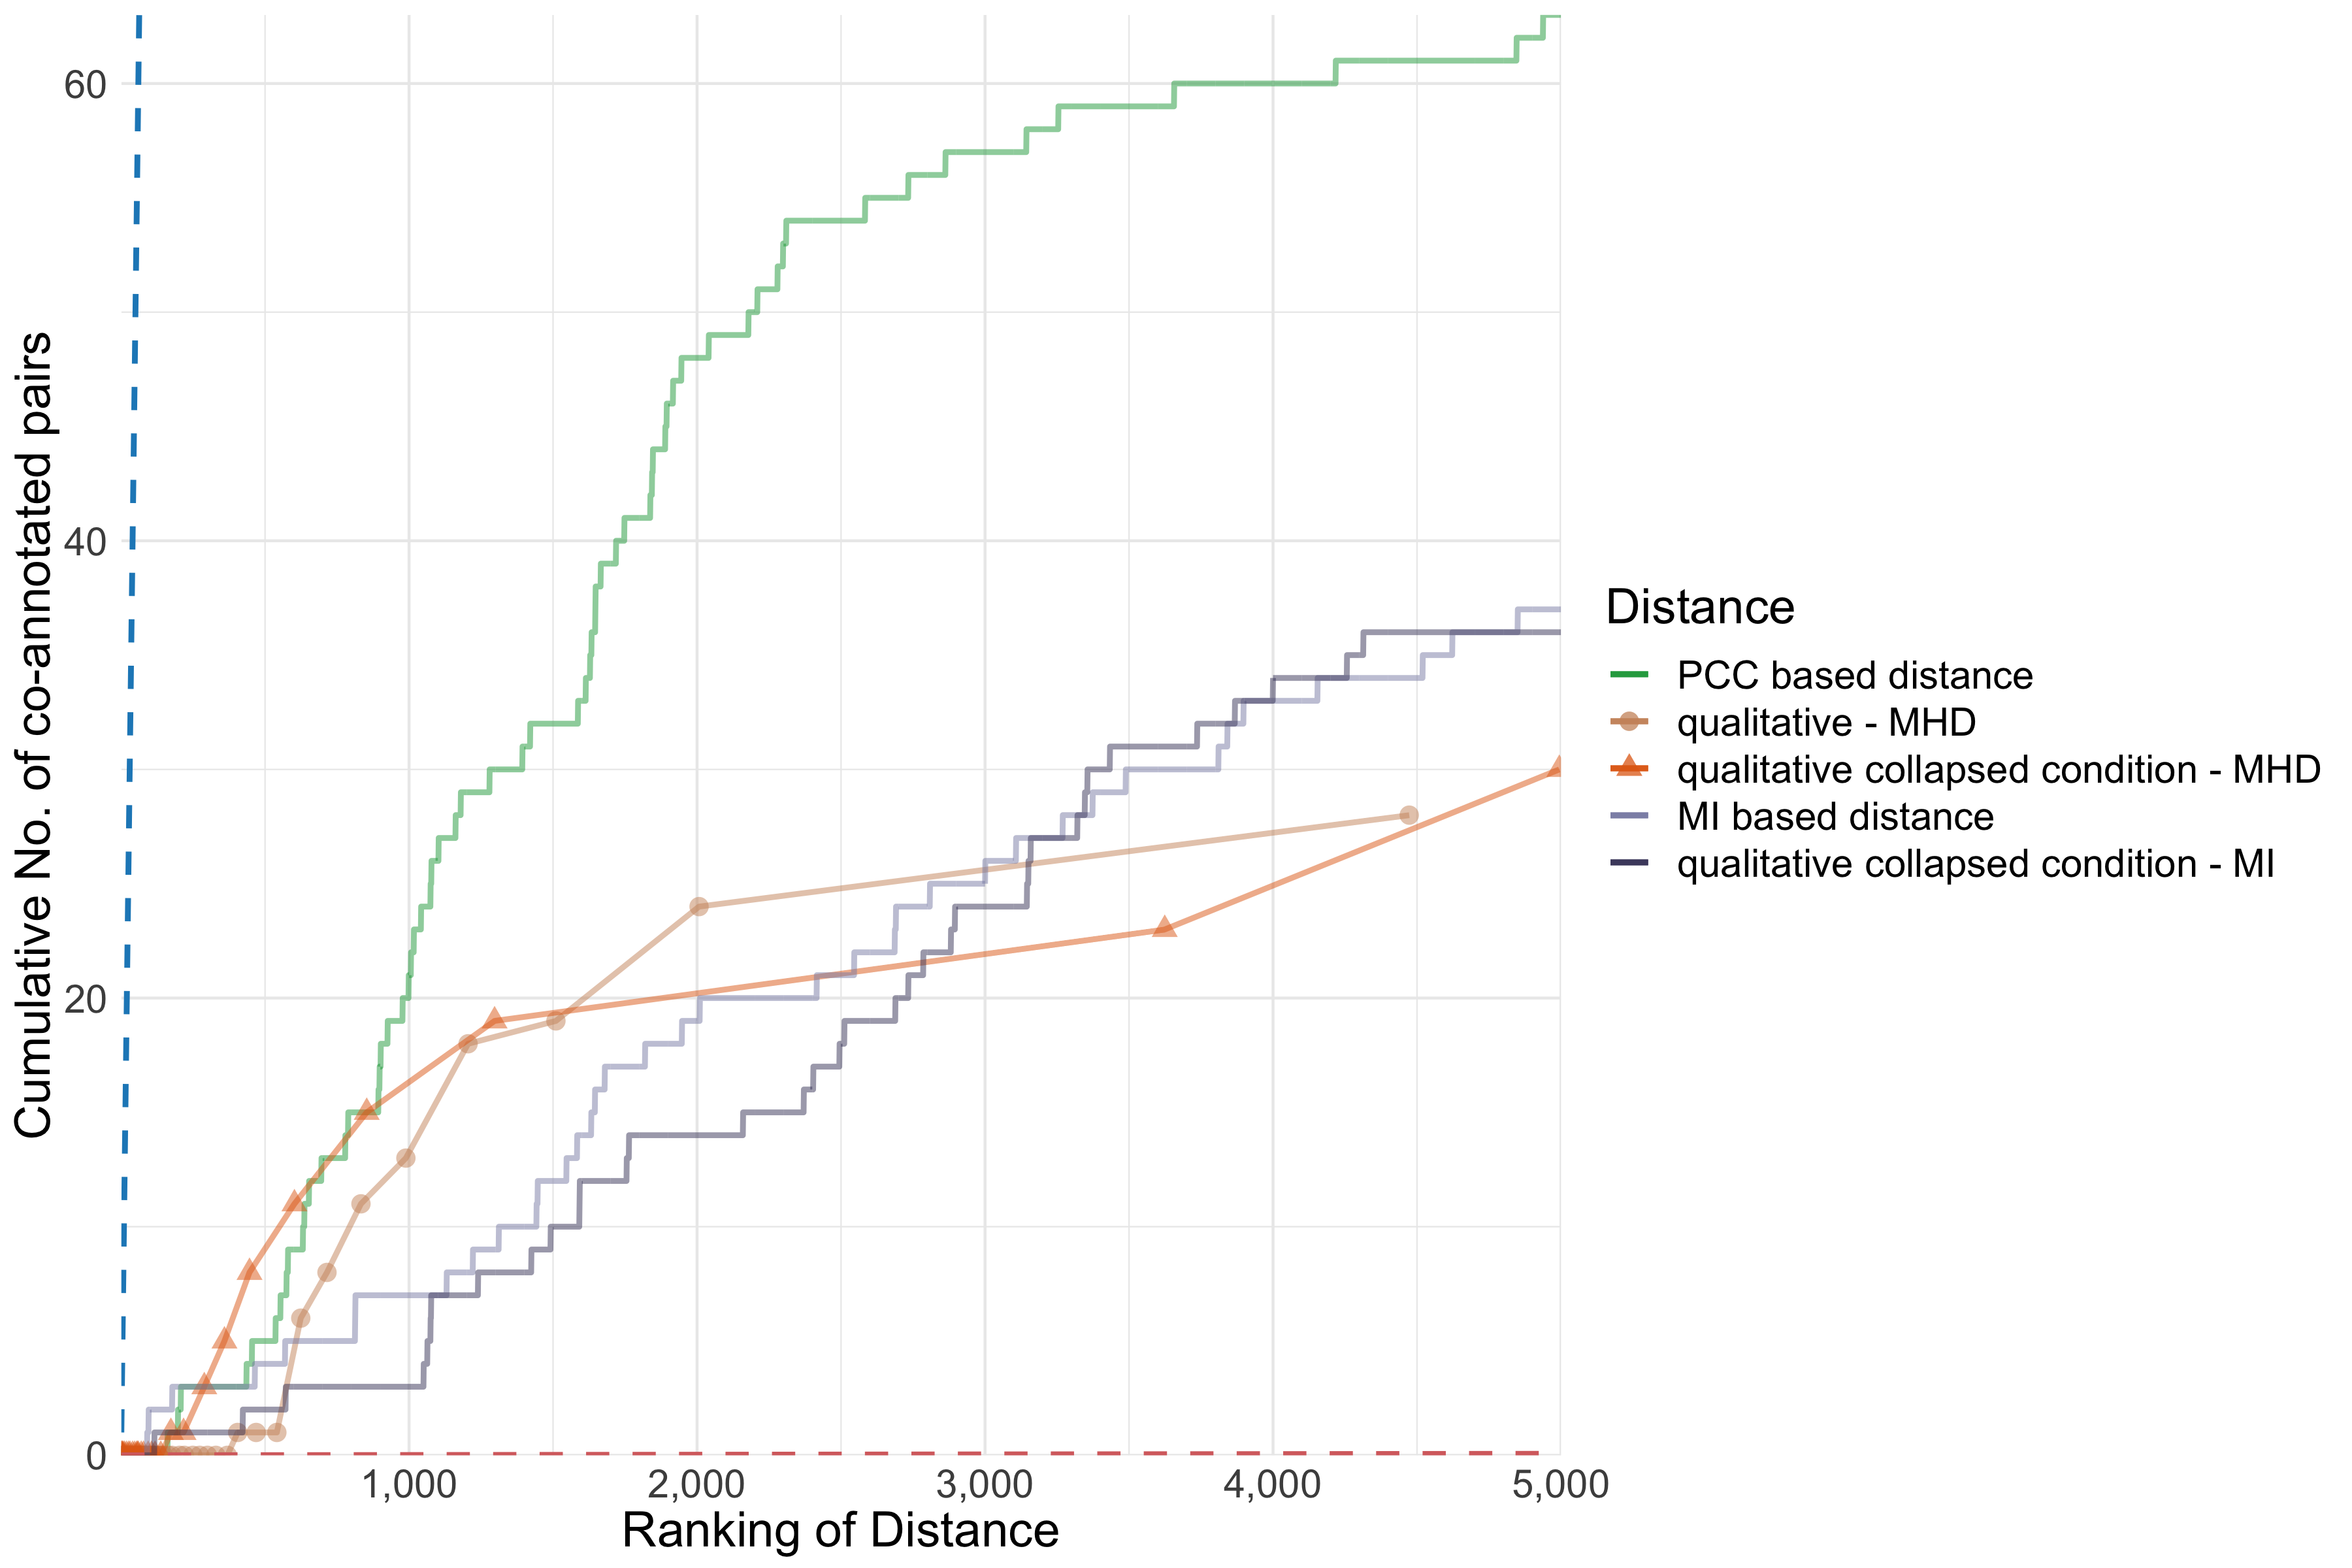 Cumulative No. of co-annotated pairs
60
40
20
0
1,000
2,000
3,000
4,000
5,000
Ranking of Distance
Distance
PCC based distance
qualitative - MHD
qualitative collapsed condition - MHD
MI based distance
qualitative collapsed condition - MI